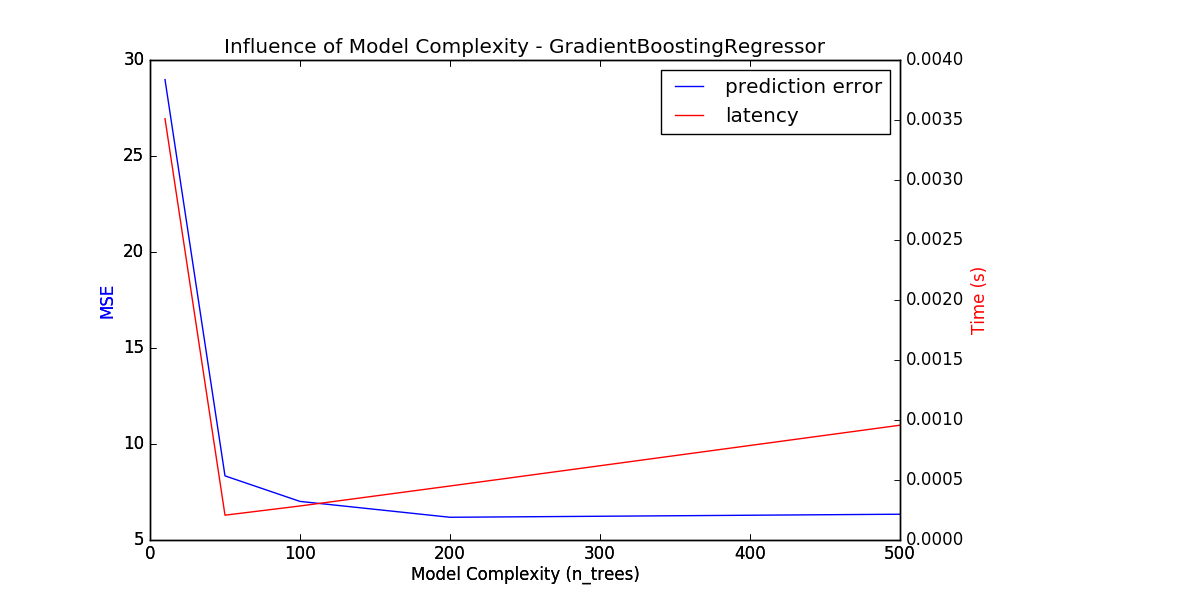 Influence of Model Complexity - GradientBoostingRegressor
prediction error
latency
30
25
20
15
10
5
MSE
0.0040
0.0035
0.0030
0.0025
0.0020
0.0015
0.0010
0.0005
0.0000
Time (s)
0 100 200 300 400 500
Model Complexity (n_trees)